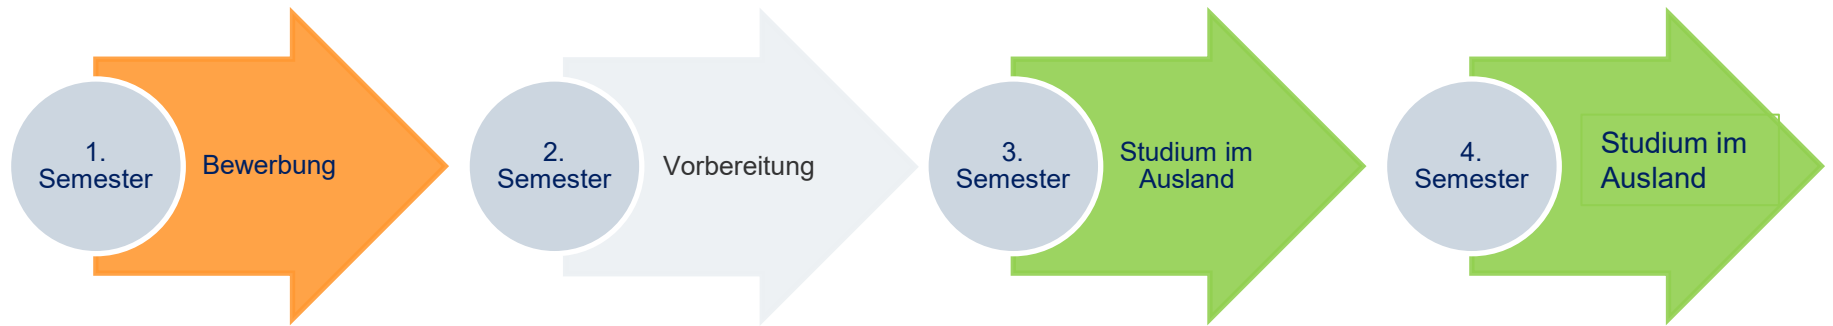 1.
Semester
Bewerbung
2.
Semester
Vorbereitung
3.
Semester
Studium im
Ausland
4.
Semester
Studium im
Ausland